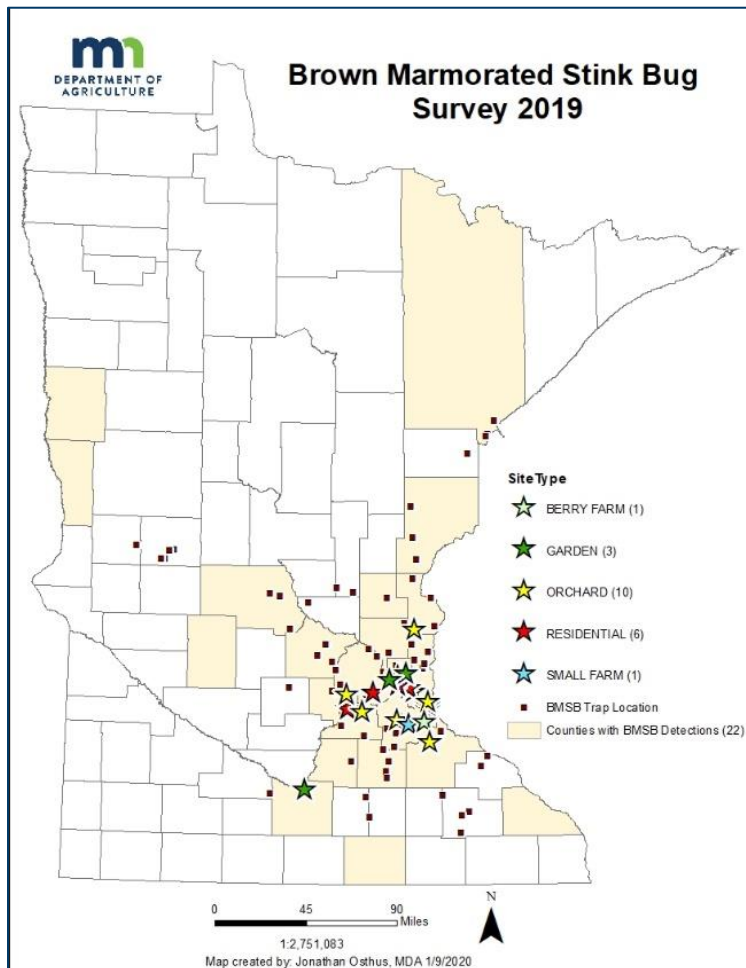 mn
DEPARTMENT OF
AGRICULTURE
Brown Marmorated Stink Bug
Survey 2019
SiteType
BERRY FARM (1)
GARDEN (3)
ORCHARD (10)
RESIDENTIAL (6)
SMALL FARM (1)
BMSB Trap Location
Counties with BMSB Detections (22)
N
0 45 90
Miles
1:2,751,083
Map created by: Jonathan Osthus, MDA 1/9/2020